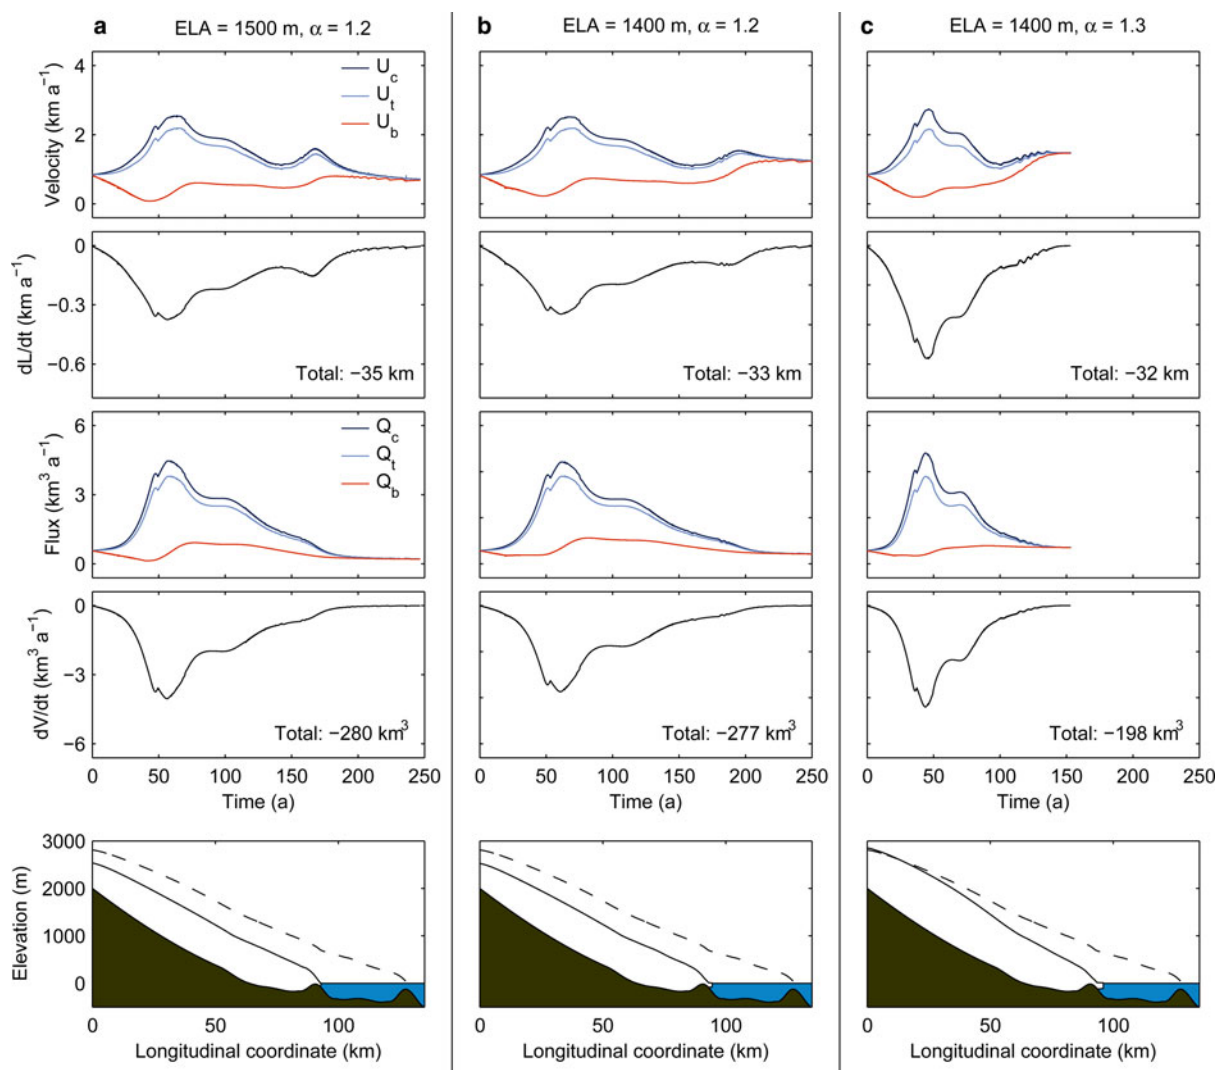 a ELA = 1500 m, α = 1.2
b ELA = 1400 m, α = 1.2
c ELA = 1400 m, α = 1.3
Velocity (km a⁻¹)
4
2
0
U_c
U_t
U_b
dL/dt (km a⁻¹)
0
−0.3
−0.6
Total: −35 km
Total: −33 km
Total: −32 km
Flux (km³ a⁻¹)
6
3
0
Q_c
Q_t
Q_b
dV/dt (km³ a⁻¹)
0
−3
−6
Total: −280 km³
Total: −277 km³
Total: −198 km³
0 50 100 150 200 250
0 50 100 150 200 250
0 50 100 150 200 250
Time (a)
Time (a)
Time (a)
Elevation (m)
3000
2000
1000
0
0 50 100
0 50 100
0 50 100
Longitudinal coordinate (km)
Longitudinal coordinate (km)
Longitudinal coordinate (km)